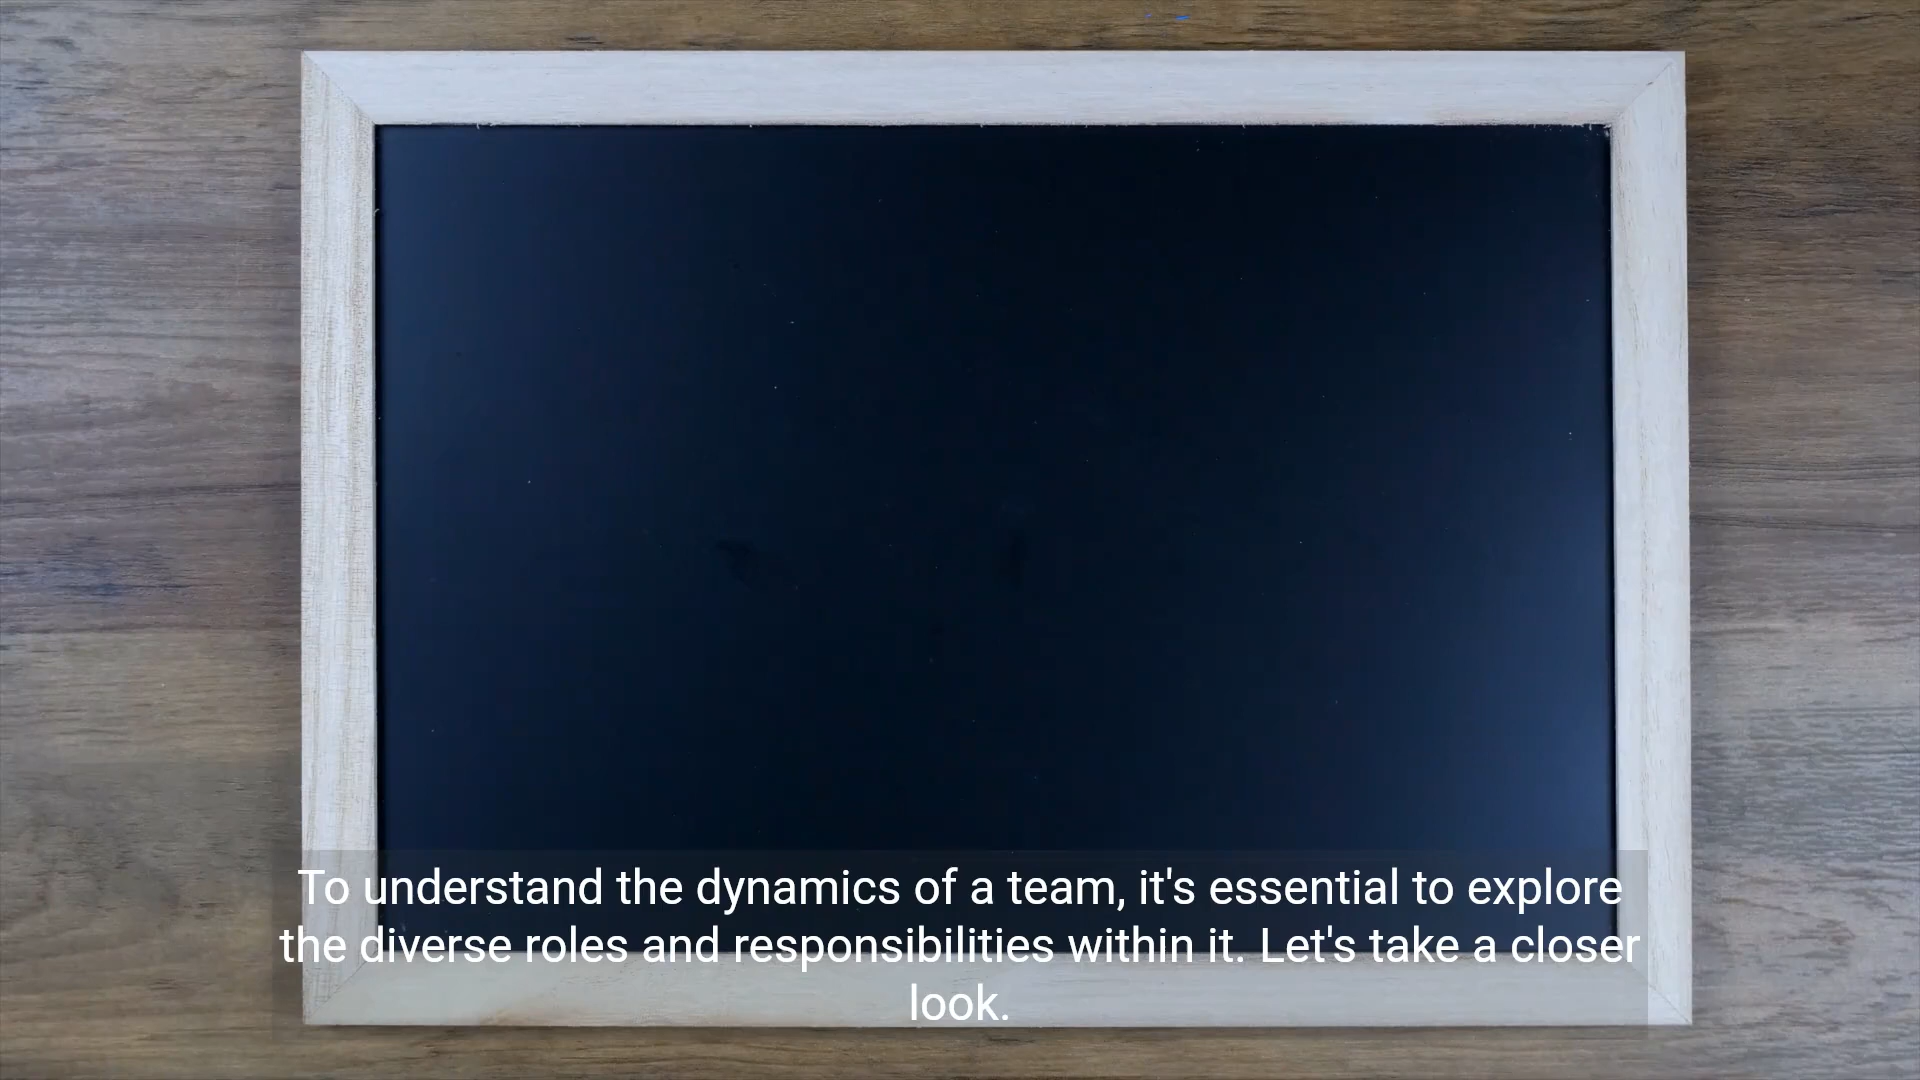 To understand the dynamics of a team, it's essential to explore
the diverse roles and responsibilities within it. Let's take a closer
look.